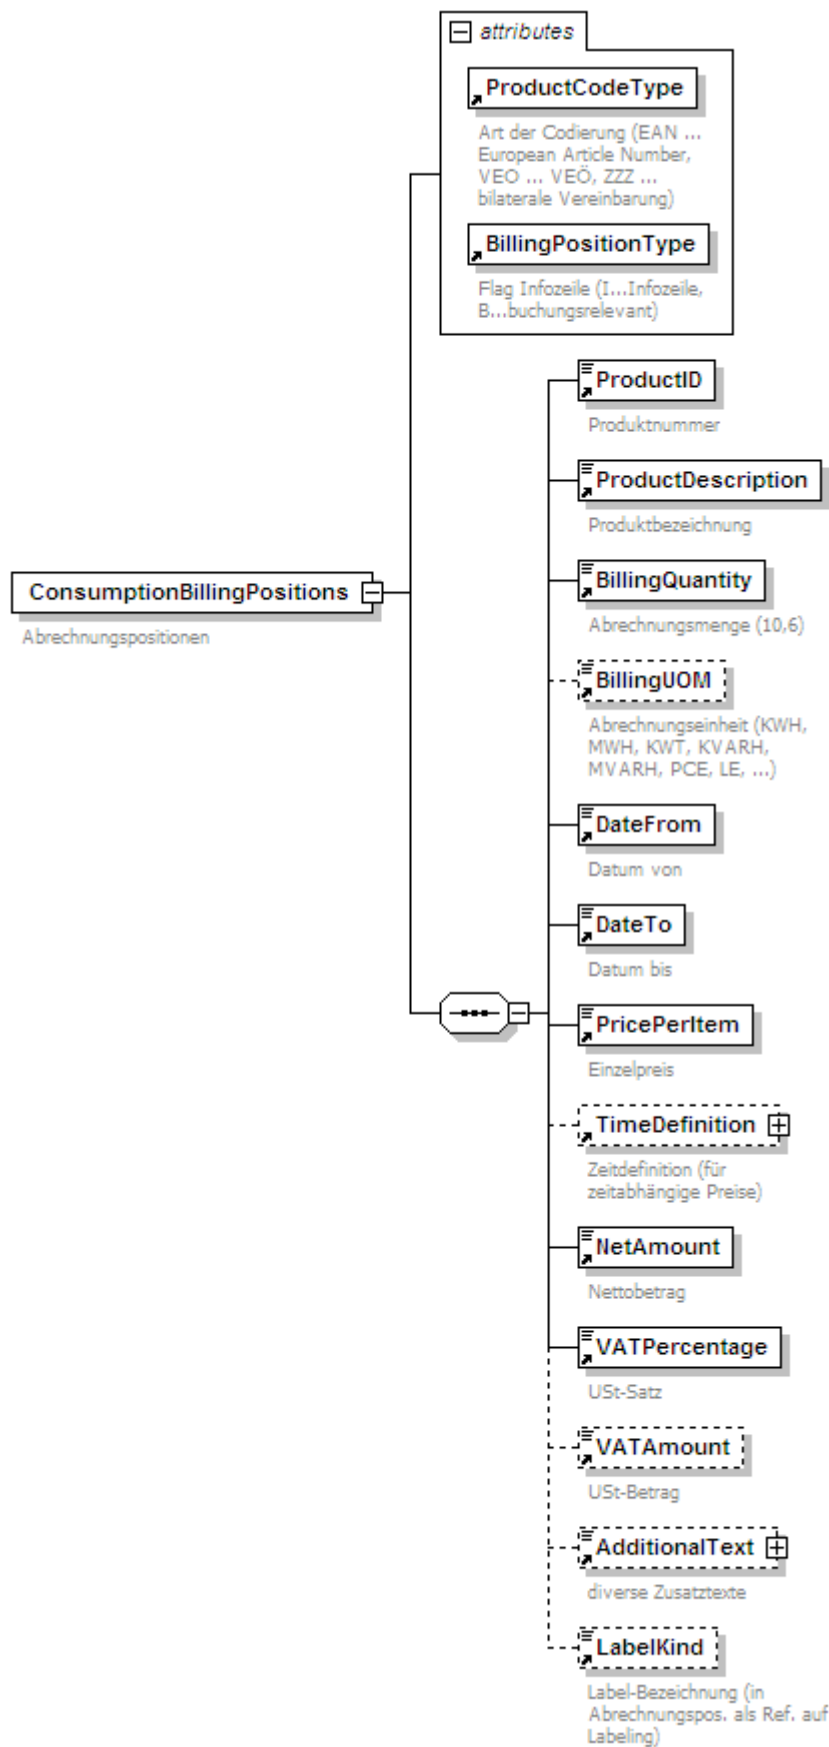 attributes
ProductCodeType
Art der Codierung (EAN ...
European Article Number,
VEO ... VEÖ, ZZZ ...
bilaterale Vereinbarung)
BillingPositionType
Flag Infozeile (I...Infozeile,
B...buchungsrelevant)
ProductID
Produktnummer
ProductDescription
Produktbezeichnung
ConsumptionBillingPositions
Abrechnungspositionen
BillingQuantity
Abrechnungsmenge (10,6)
BillingUOM
Abrechnungseinheit (KWH,
MWH, KWT, KVARH,
MVARH, PCE, LE, ...)
DateFrom
Datum von
DateTo
Datum bis
PricePerItem
Einzelpreis
TimeDefinition
Zeitdefinition (für
zeitabhängige Preise)
NetAmount
Nettobetrag
VATPercentage
USt-Satz
VATAmount
USt-Betrag
AdditionalText
diverse Zusatztexte
LabelKind
Label-Bezeichnung (in
Abrechnungspos. als Ref. auf
Labeling)